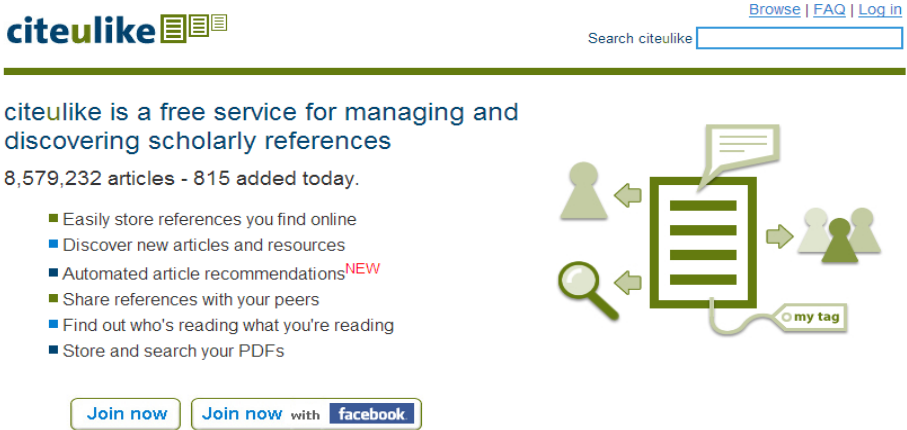 Browse | FAQ | Log in
citeulike
Search citeulike
citeulike is a free service for managing and
discovering scholarly references
8,579,232 articles - 815 added today.
Easily store references you find online
Discover new articles and resources
Automated article recommendationsNEW
Share references with your peers
Find out who's reading what you're reading
Store and search your PDFs
my tag
Join now
Join now with facebook